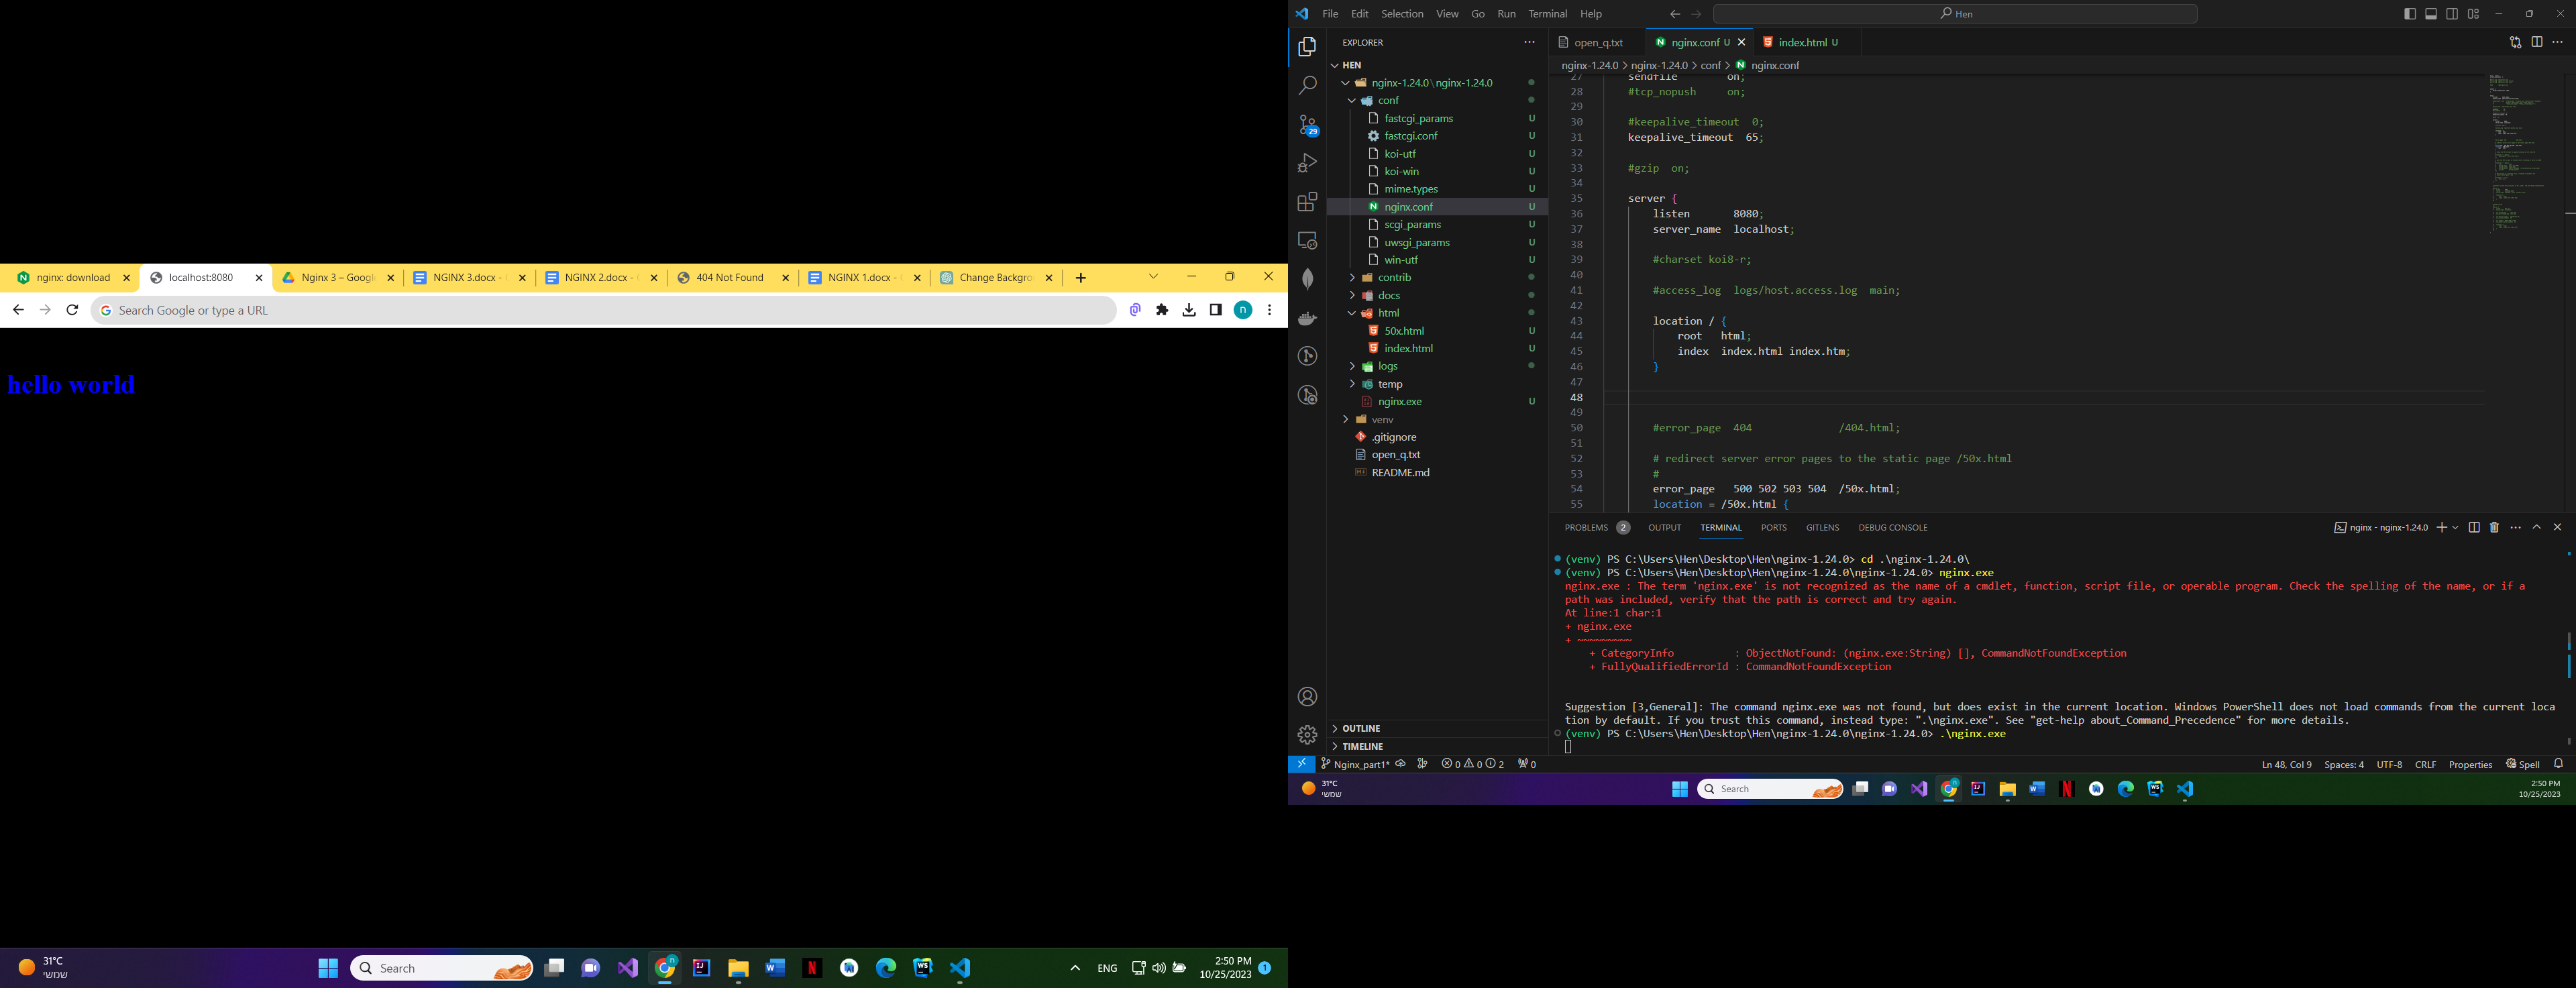 nginx: download
localhost:8080
Nginx 3 – Google
NGINX 3.docx -
NGINX 2.docx -
404 Not Found
NGINX 1.docx -
Change Backgro
Search Google or type a URL
n
hello world
31°C
שמשי
Search
ENG
2:50 PM
10/25/2023
1
File Edit Selection View Go Run Terminal Help
Hen
EXPLORER
HEN
nginx-1.24.0\nginx-1.24.0
conf
fastcgi_params U
fastcgi.conf U
koi-utf U
koi-win U
mime.types U
nginx.conf U
scgi_params U
uwsgi_params U
win-utf U
contrib
docs
html
50x.html U
index.html U
logs
temp
nginx.exe U
venv
.gitignore
open_q.txt
README.md
OUTLINE
TIMELINE
29
open_q.txt
nginx.conf U
index.html U
nginx-1.24.0 > nginx-1.24.0 > conf > nginx.conf
27 sendfile on;
28 #tcp_nopush on;
29
30 #keepalive_timeout 0;
31 keepalive_timeout 65;
32
33 #gzip on;
34
35 server {
36 listen 8080;
37 server_name localhost;
38
39 #charset koi8-r;
40
41 #access_log logs/host.access.log main;
42
43 location / {
44 root html;
45 index index.html index.htm;
46 }
47
48
49
50 #error_page 404 /404.html;
51
52 # redirect server error pages to the static page /50x.html
53 #
54 error_page 500 502 503 504 /50x.html;
55 location = /50x.html {
PROBLEMS 2 OUTPUT TERMINAL PORTS GITLENS DEBUG CONSOLE
nginx - nginx-1.24.0
(venv) PS C:\Users\Hen\Desktop\Hen\nginx-1.24.0> cd .\nginx-1.24.0\
(venv) PS C:\Users\Hen\Desktop\Hen\nginx-1.24.0\nginx-1.24.0> nginx.exe
nginx.exe : The term 'nginx.exe' is not recognized as the name of a cmdlet, function, script file, or operable program. Check the spelling of the name, or if a
path was included, verify that the path is correct and try again.
At line:1 char:1
+ nginx.exe
+ ~~~~~~~~~
+ CategoryInfo : ObjectNotFound: (nginx.exe:String) [], CommandNotFoundException
+ FullyQualifiedErrorId : CommandNotFoundException
Suggestion [3,General]: The command nginx.exe was not found, but does exist in the current location. Windows PowerShell does not load commands from the current loca
tion by default. If you trust this command, instead type: ".\nginx.exe". See "get-help about_Command_Precedence" for more details.
(venv) PS C:\Users\Hen\Desktop\Hen\nginx-1.24.0\nginx-1.24.0> .\nginx.exe
Nginx_part1* 0 0 2 0
Ln 48, Col 9 Spaces: 4 UTF-8 CRLF Properties Spell
31°C
שמשי
Search
2:50 PM
10/25/2023